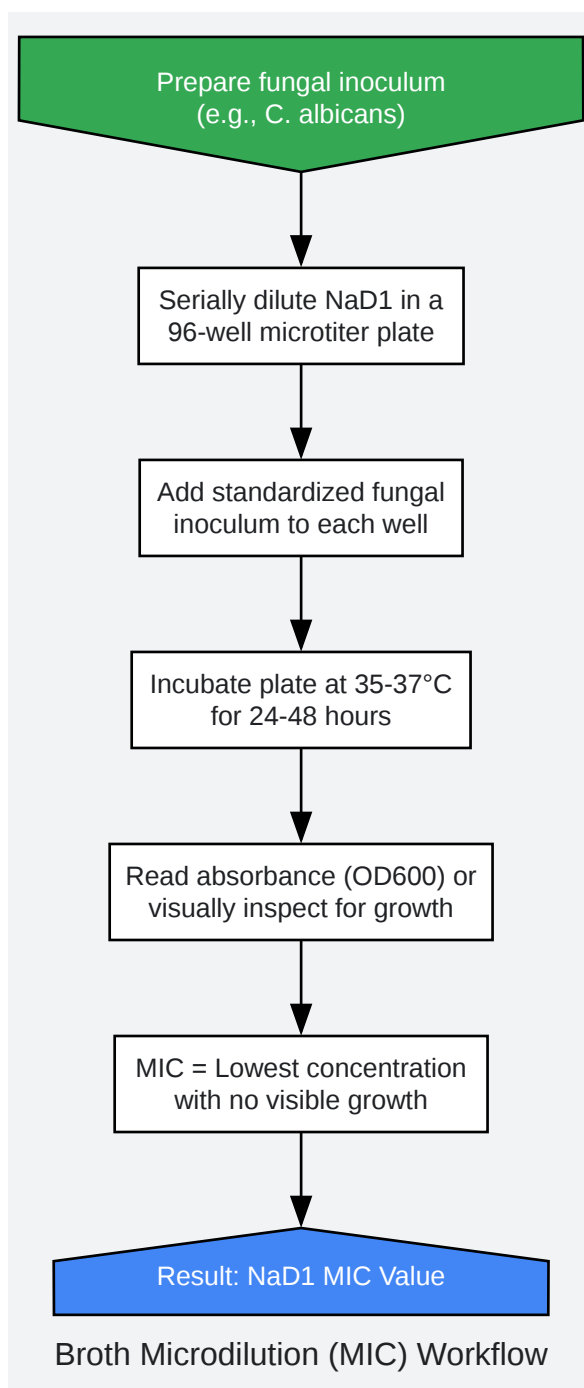 Prepare fungal inoculum
(e.g., C. albicans)
Serially dilute NaD1 in a
96-well microtiter plate
Add standardized fungal
inoculum to each well
Incubate plate at 35-37°C
for 24-48 hours
Read absorbance (OD600) or
visually inspect for growth
MIC = Lowest concentration
with no visible growth
Result: NaD1 MIC Value
Broth Microdilution (MIC) Workflow